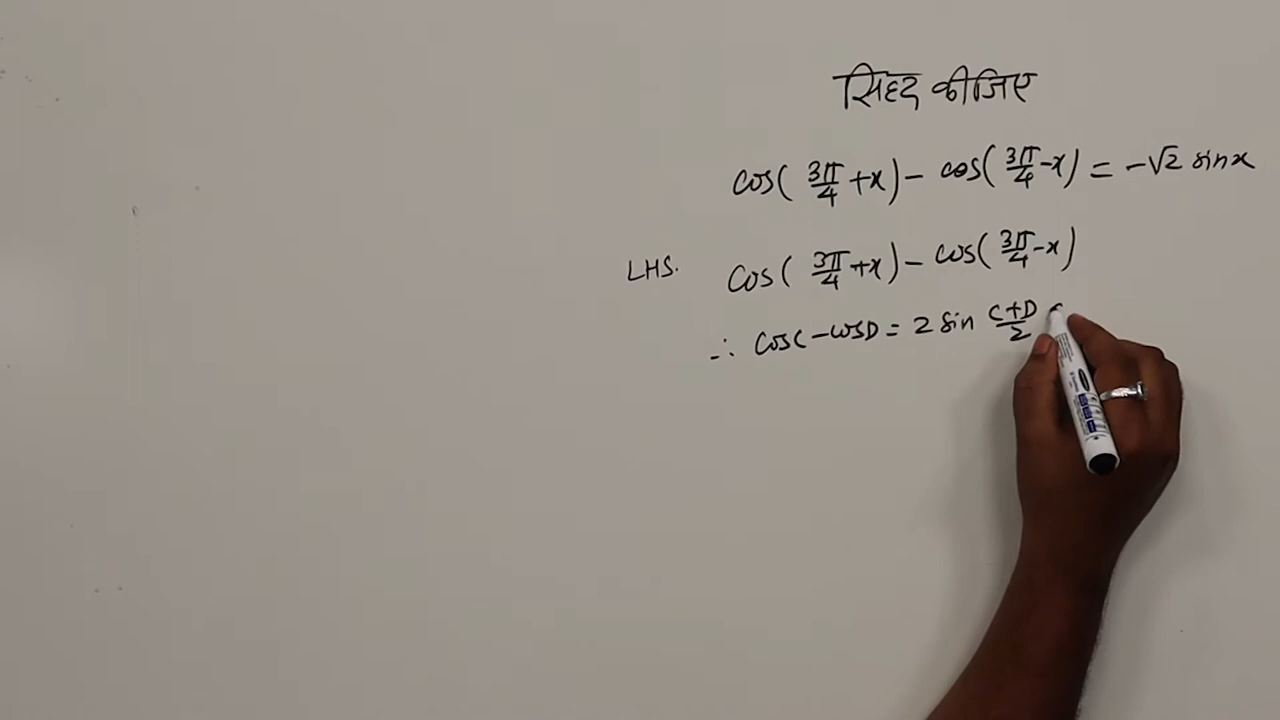 सिद्द कीजिए
cos( 3π/4 +x) - cos( 3π/4 -x) = -√2 sinx
LHS. cos( 3π/4 +x) - cos( 3π/4 -x)
∴ cosC - cosD = 2 sin C+D/2